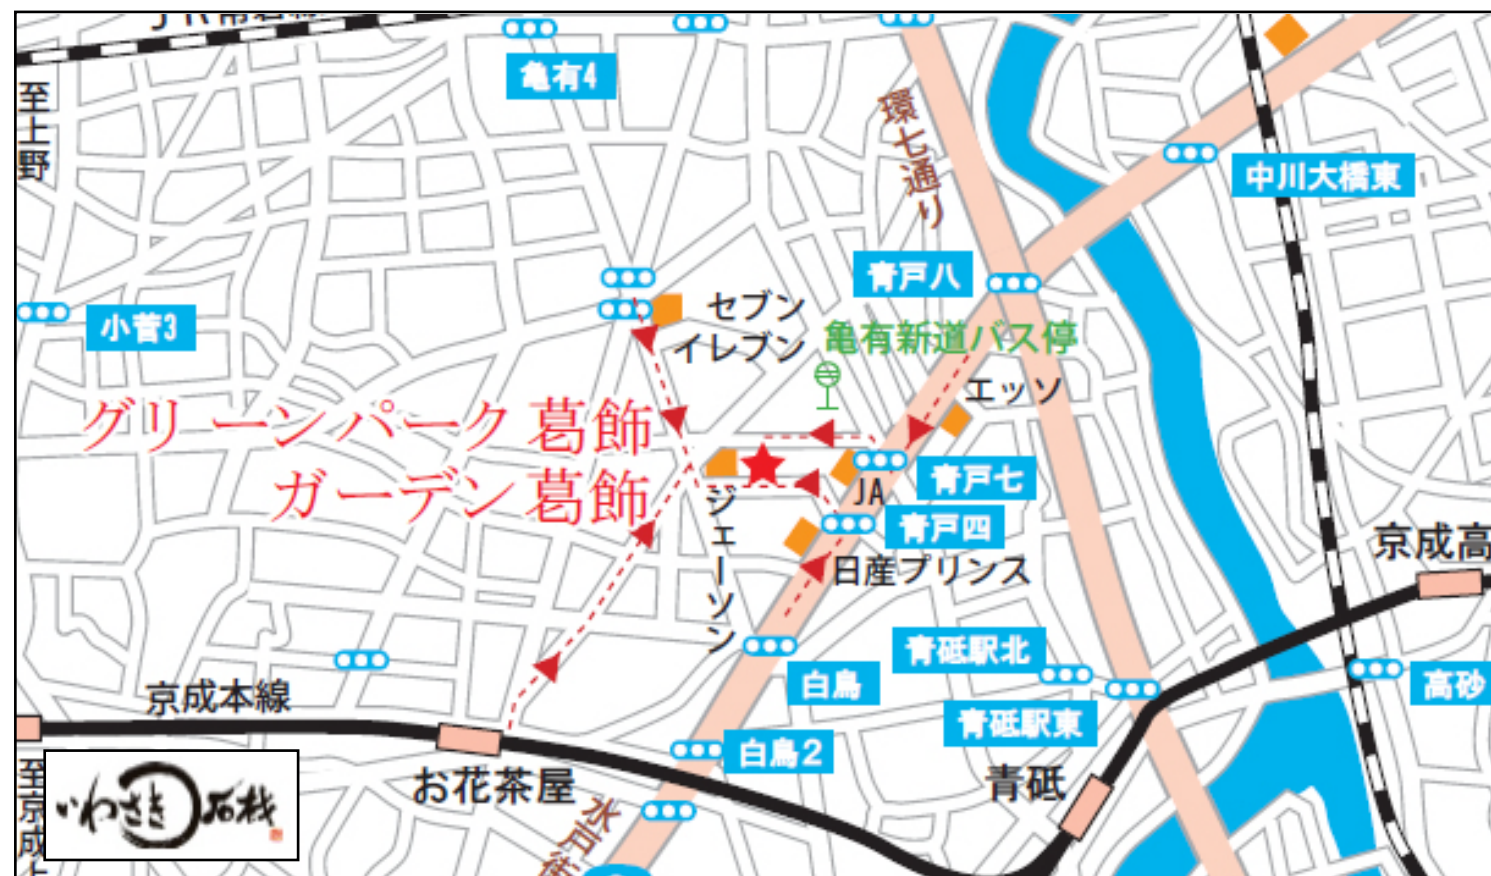 亀有4
至上野
環七通り
中川大橋東
青戸八
小菅3
セブン
イレブン
亀有新道バス停
エッソ
グリーンパーク葛飾
ガーデン葛飾
JA
青戸七
ジェーソン
青戸四
日産プリンス
京成高
青砥駅北
白鳥
高砂
京成本線
青砥駅東
白鳥2
お花茶屋
青砥
水戸街
至京成上
いわさき石材